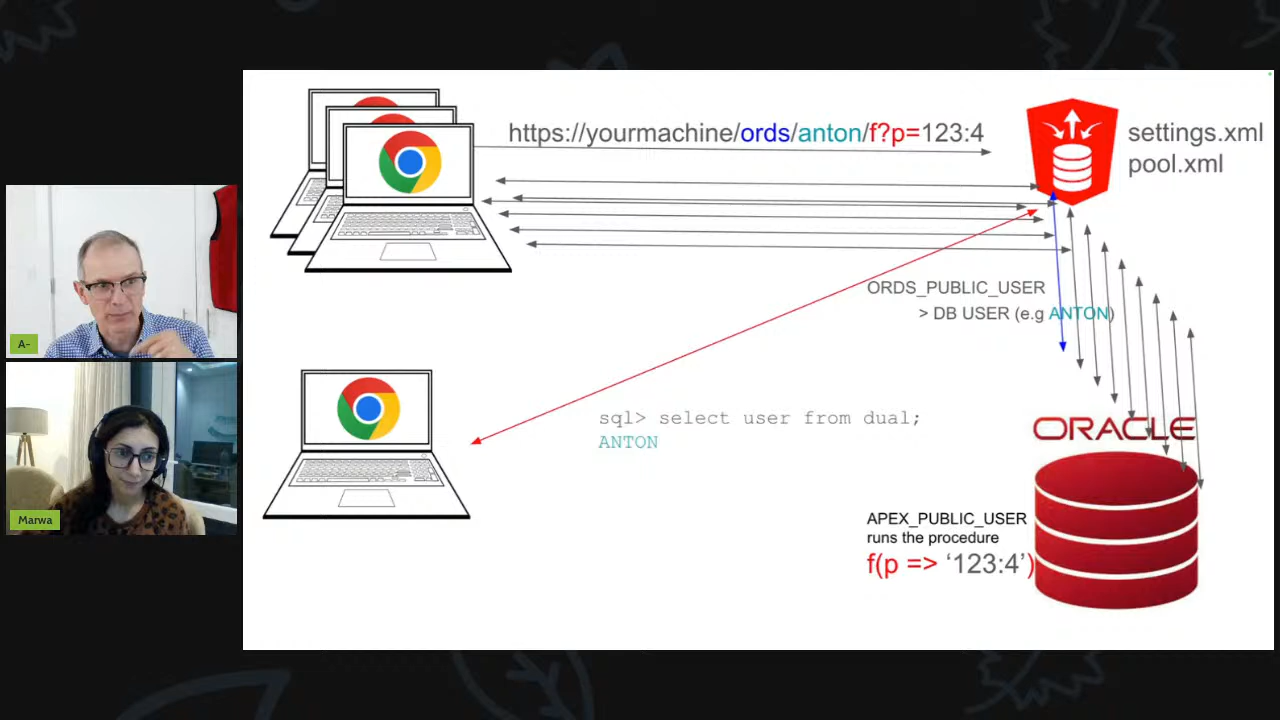 https://yourmachine/ords/anton/f?p=123:4
settings.xml
pool.xml
ORDS_PUBLIC_USER
> DB USER (e.g ANTON)
A-
sql> select user from dual;
ANTON
ORACLE
Marwa
APEX_PUBLIC_USER
runs the procedure
f(p => ‘123:4’)